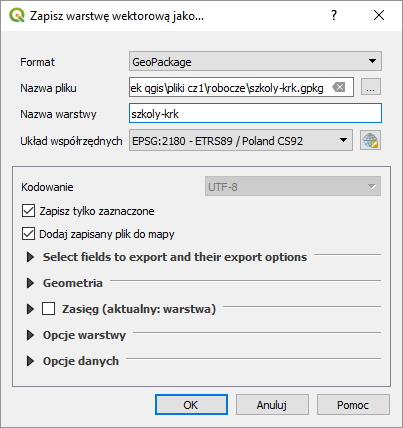 Zapisz warstwę wektorową jako...
Format GeoPackage
Nazwa pliku ek qgis\pliki cz1\robocze\szkoly-krk.gpkg ...
Nazwa warstwy szkoly-krk
Układ współrzędnych EPSG:2180 - ETRS89 / Poland CS92
Kodowanie UTF-8
Zapisz tylko zaznaczone
Dodaj zapisany plik do mapy
Select fields to export and their export options
Geometria
Zasięg (aktualny: warstwa)
Opcje warstwy
Opcje danych
OK Anuluj Pomoc